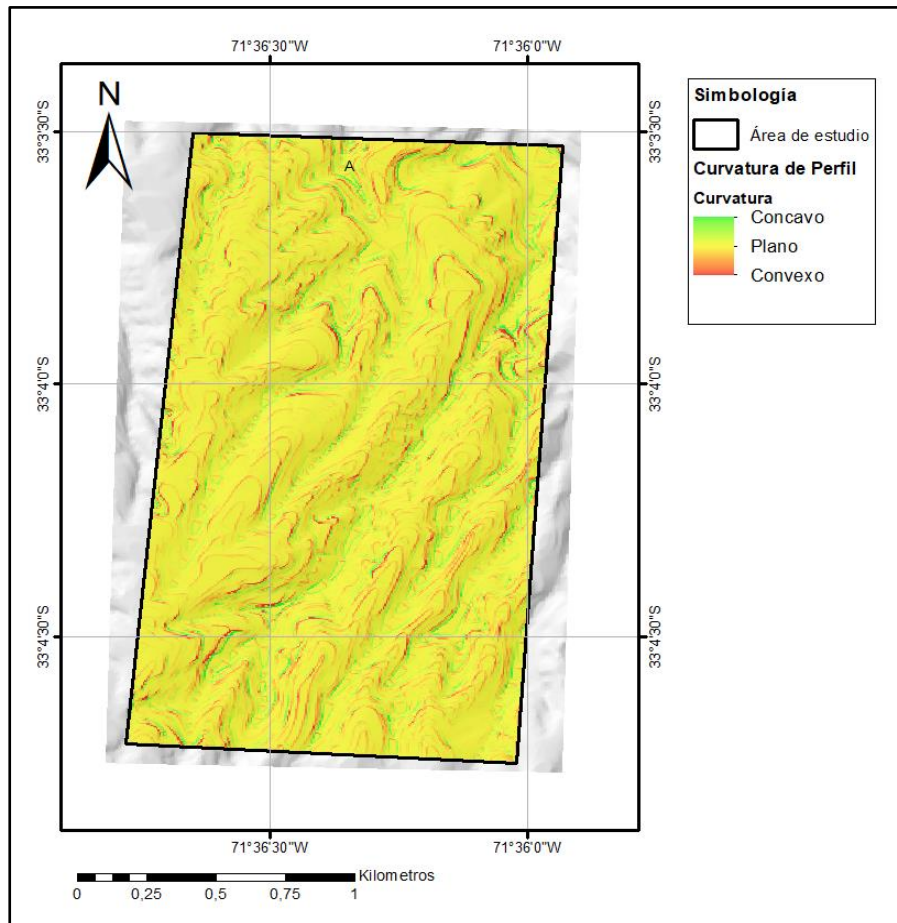 71°36'30"W 71°36'0"W
N
A
33°3'30"S 33°3'30"S
33°4'0"S 33°4'0"S
33°4'30"S 33°4'30"S
71°36'30"W 71°36'0"W
Kilometros
0 0,25 0,5 0,75 1
Simbología
Área de estudio
Curvatura de Perfil
Curvatura
Concavo
Plano
Convexo